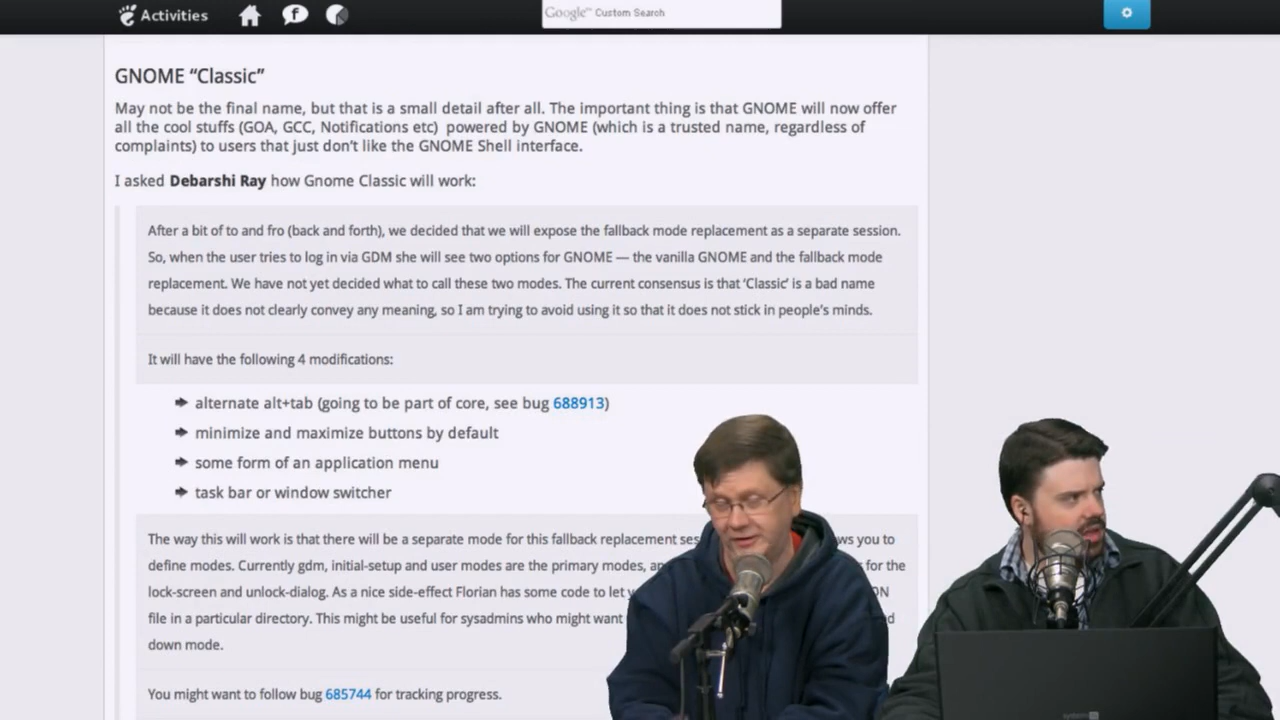 Activities
Google™ Custom Search
GNOME “Classic”
May not be the final name, but that is a small detail after all. The important thing is that GNOME will now offer
all the cool stuffs (GOA, GCC, Notifications etc) powered by GNOME (which is a trusted name, regardless of
complaints) to users that just don’t like the GNOME Shell interface.
I asked Debarshi Ray how Gnome Classic will work:
After a bit of to and fro (back and forth), we decided that we will expose the fallback mode replacement as a separate session.
So, when the user tries to log in via GDM she will see two options for GNOME — the vanilla GNOME and the fallback mode
replacement. We have not yet decided what to call these two modes. The current consensus is that ‘Classic’ is a bad name
because it does not clearly convey any meaning, so I am trying to avoid using it so that it does not stick in people’s minds.
It will have the following 4 modifications:
alternate alt+tab (going to be part of core, see bug 688913)
minimize and maximize buttons by default
some form of an application menu
task bar or window switcher
The way this will work is that there will be a separate mode for this fallback replacement ses ws you to
define modes. Currently gdm, initial-setup and user modes are the primary modes, for the
lock-screen and unlock-dialog. As a nice side-effect Florian has some code to let ON
file in a particular directory. This might be useful for sysadmins who might want d
down mode.
You might want to follow bug 685744 for tracking progress.